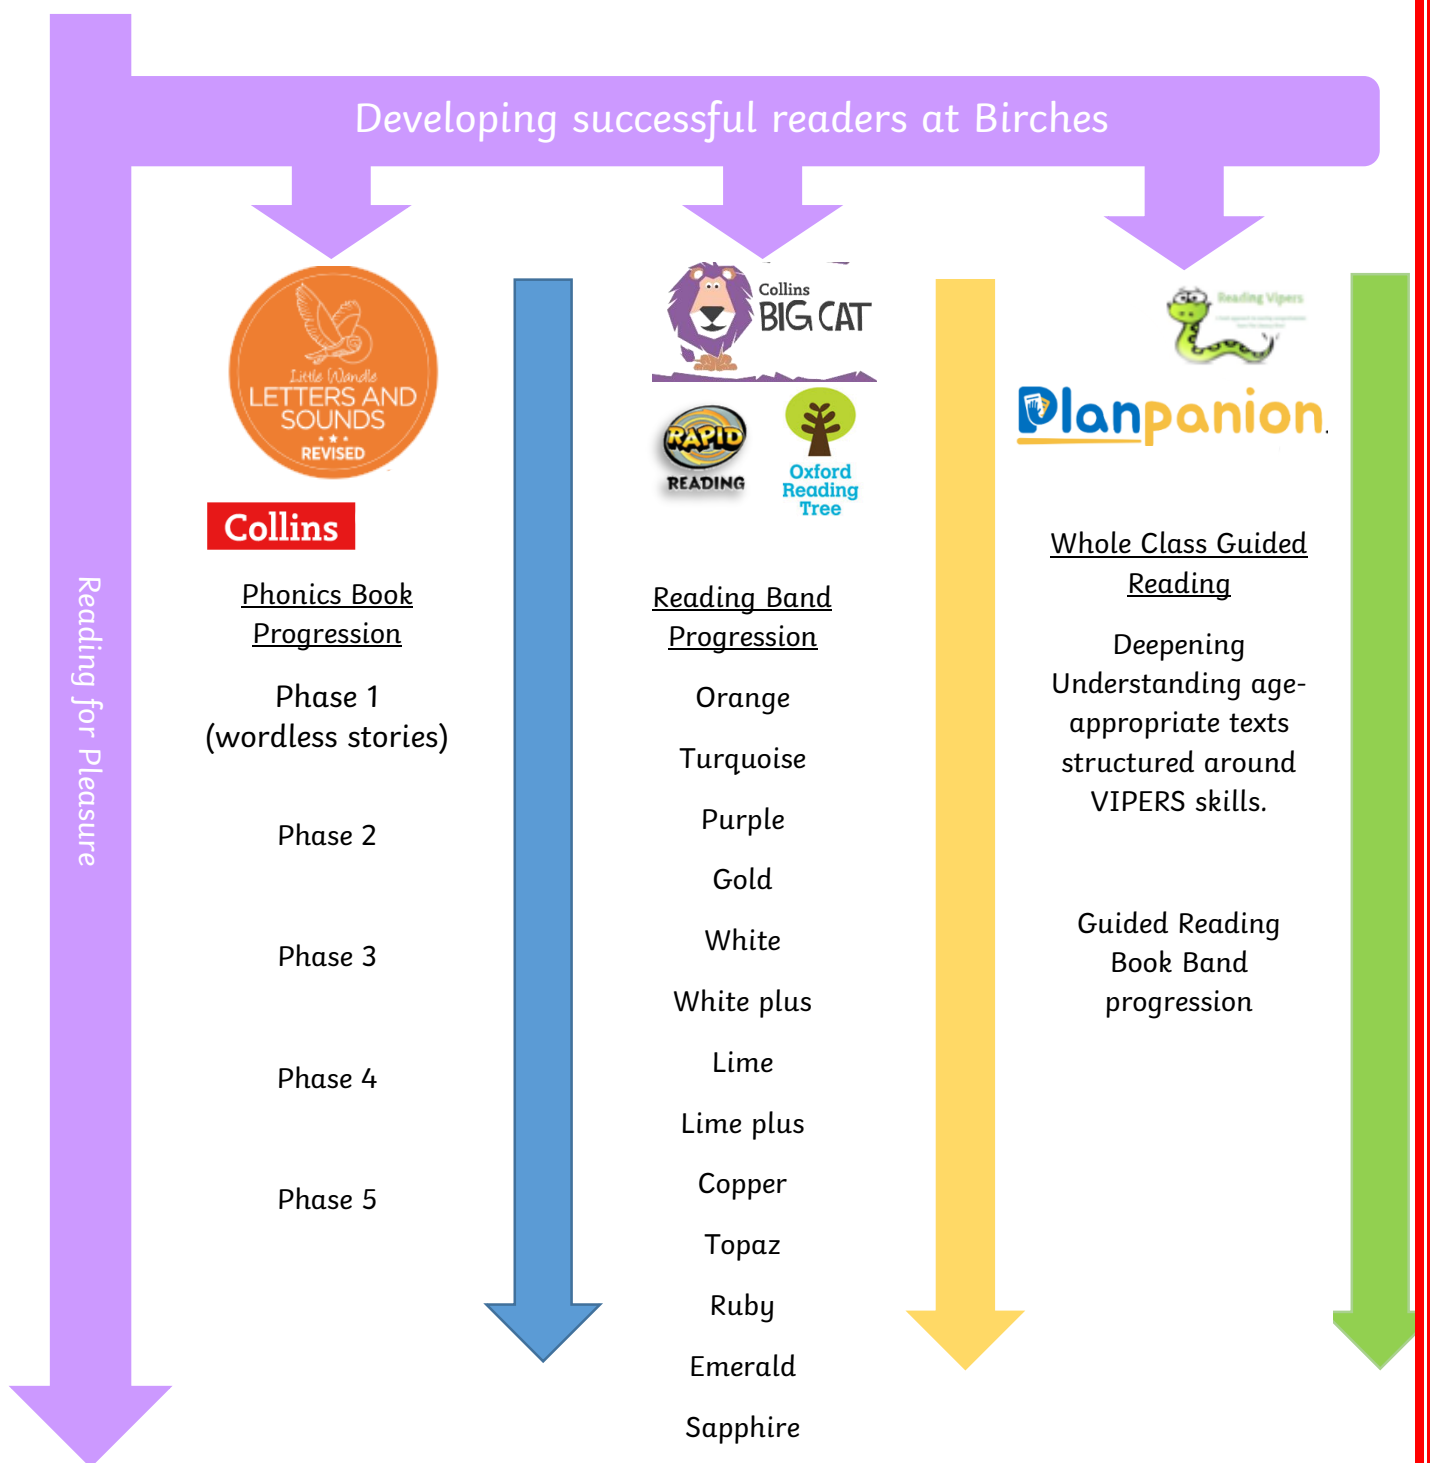 Developing successful readers at Birches
Reading for Pleasure
Little Wandle
LETTERS AND
SOUNDS
REVISED
Collins
Phonics Book
Progression
Phase 1
(wordless stories)
Phase 2
Phase 3
Phase 4
Phase 5
Collins
BIG CAT
RAPID
READING
Oxford
Reading
Tree
Reading Band
Progression
Orange
Turquoise
Purple
Gold
White
White plus
Lime
Lime plus
Copper
Topaz
Ruby
Emerald
Sapphire
Reading Vipers
Planpanion.
Whole Class Guided
Reading
Deepening
Understanding age-
appropriate texts
structured around
VIPERS skills.
Guided Reading
Book Band
progression